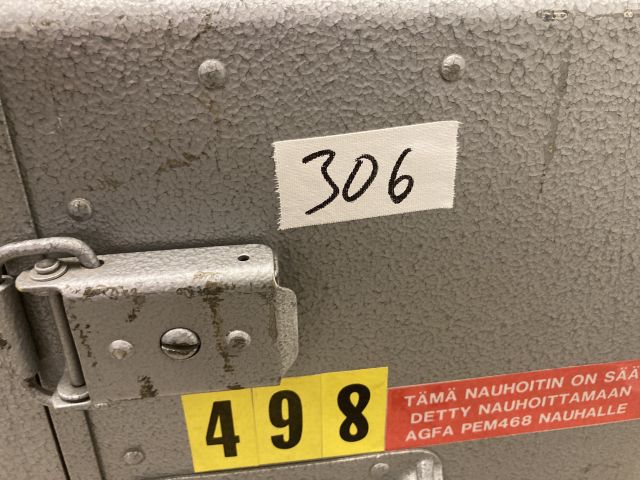 306
498
TÄMÄ NAUHOITIN ON SÄÄ
DETTY NAUHOITTAMAAN
AGFA PEM468 NAUHALLE